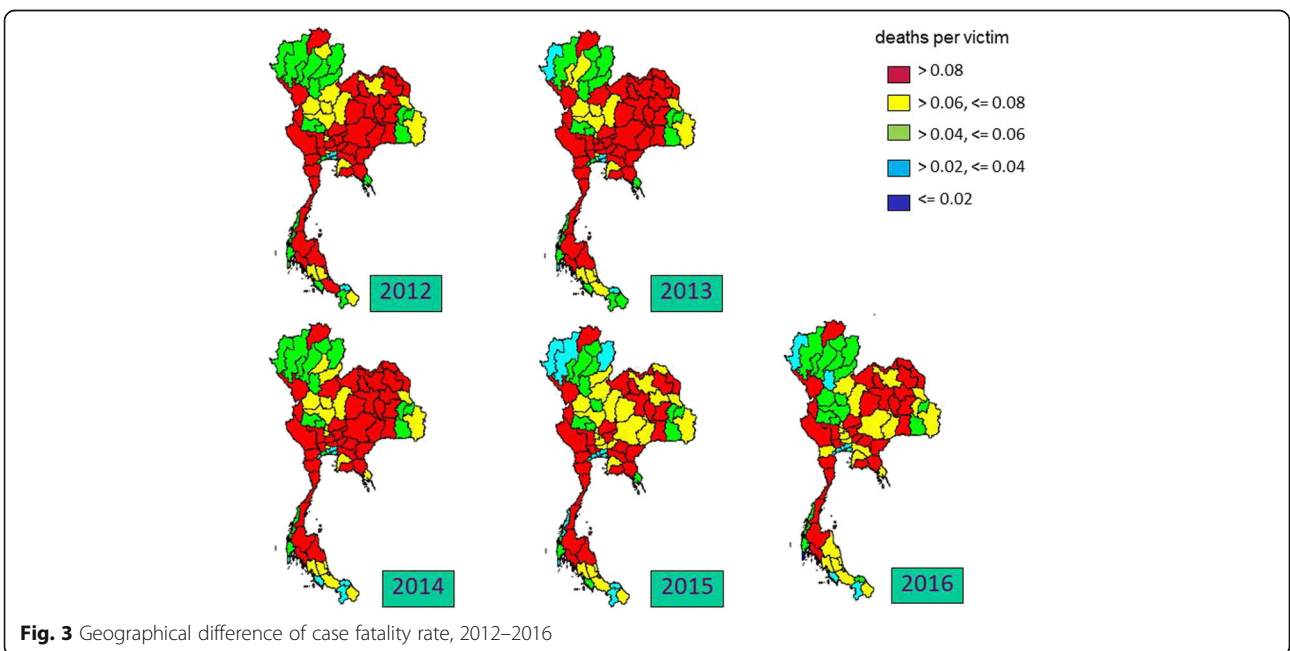 deaths per victim
> 0.08
> 0.06, <= 0.08
> 0.04, <= 0.06
> 0.02, <= 0.04
<= 0.02
2012
2013
2014
2015
2016
Fig. 3 Geographical difference of case fatality rate, 2012–2016